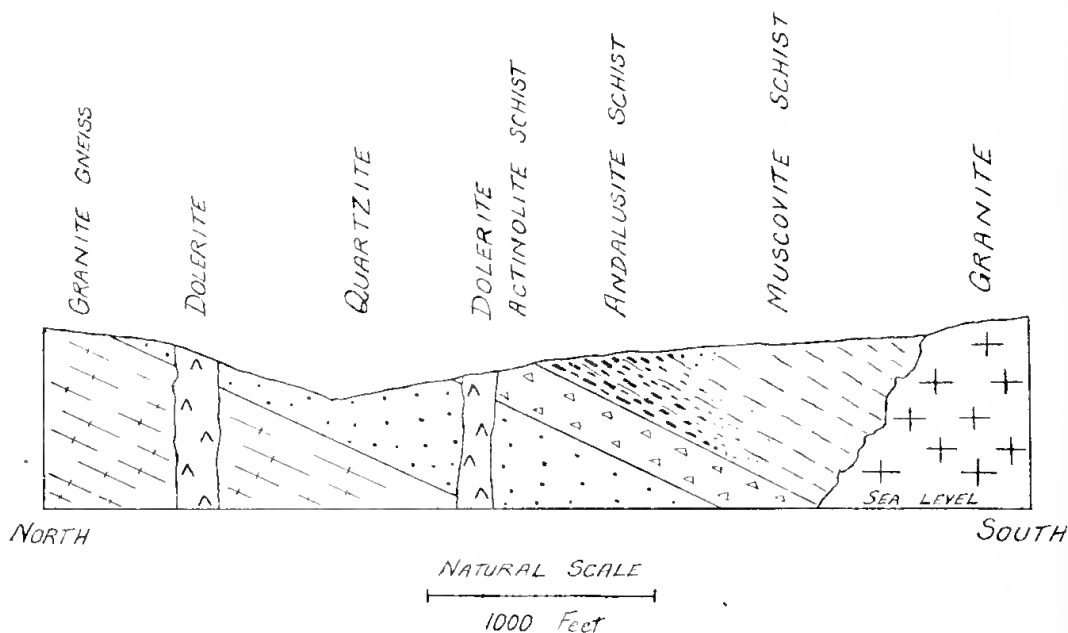 GRANITE GNEISS
DOLERITE
QUARTZITE
DOLERITE
ACTINOLITE SCHIST
ANDALUSITE SCHIST
MUSCOVITE SCHIST
GRANITE
SEA LEVEL
NORTH
SOUTH
NATURAL SCALE
1000 Feet